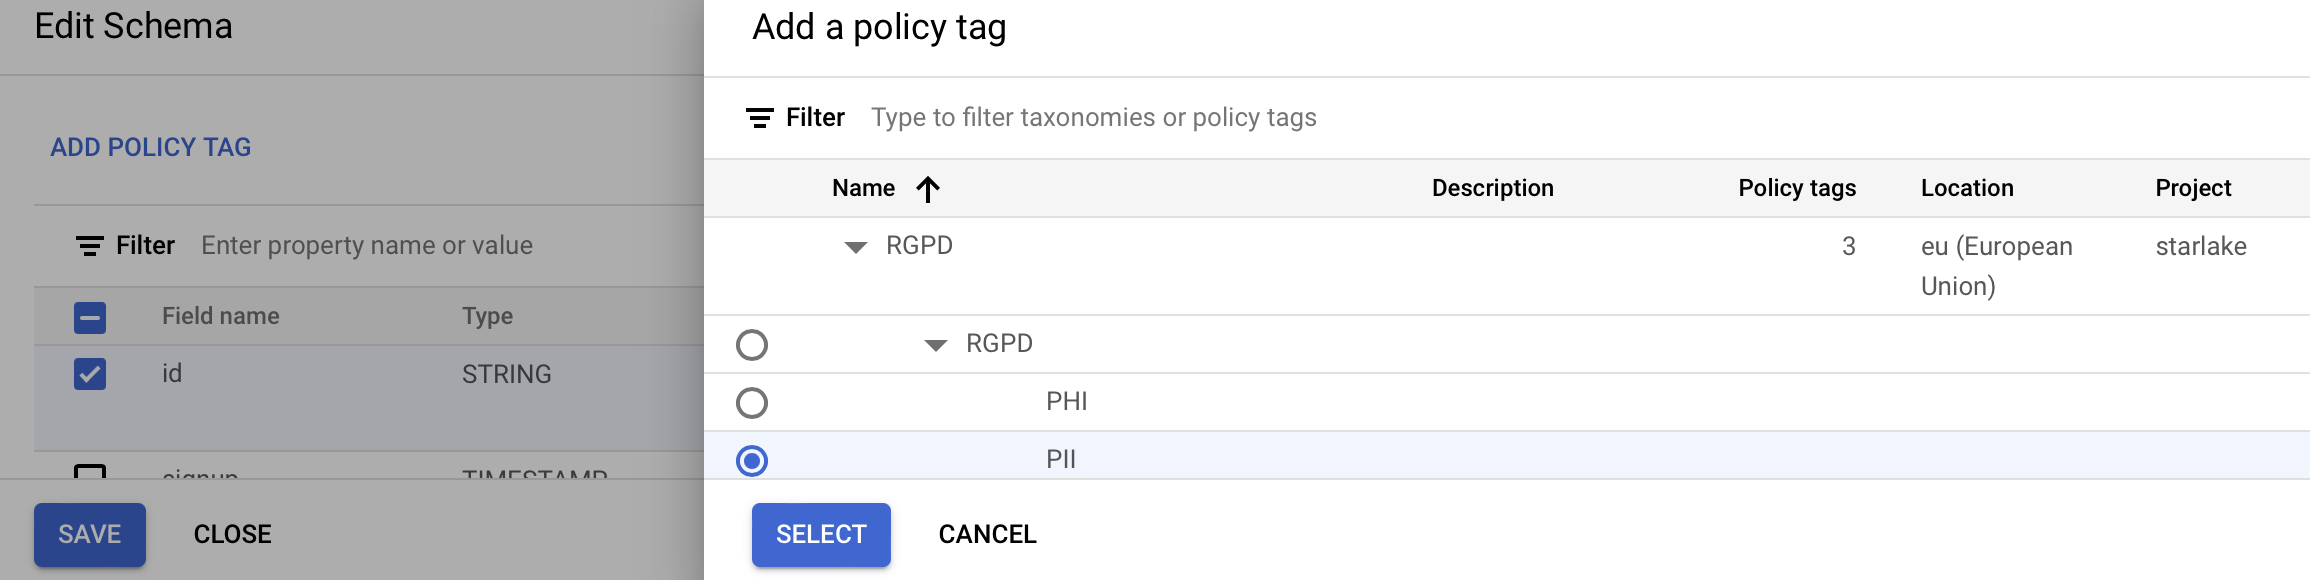 Edit Schema
ADD POLICY TAG
Filter Enter property name or value
Field name Type
id STRING
signup TIMESTAMP
SAVE CLOSE
Add a policy tag
Filter Type to filter taxonomies or policy tags
Name Description Policy tags Location Project
RGPD 3 eu (European starlake
Union)
RGPD
PHI
PII
SELECT CANCEL